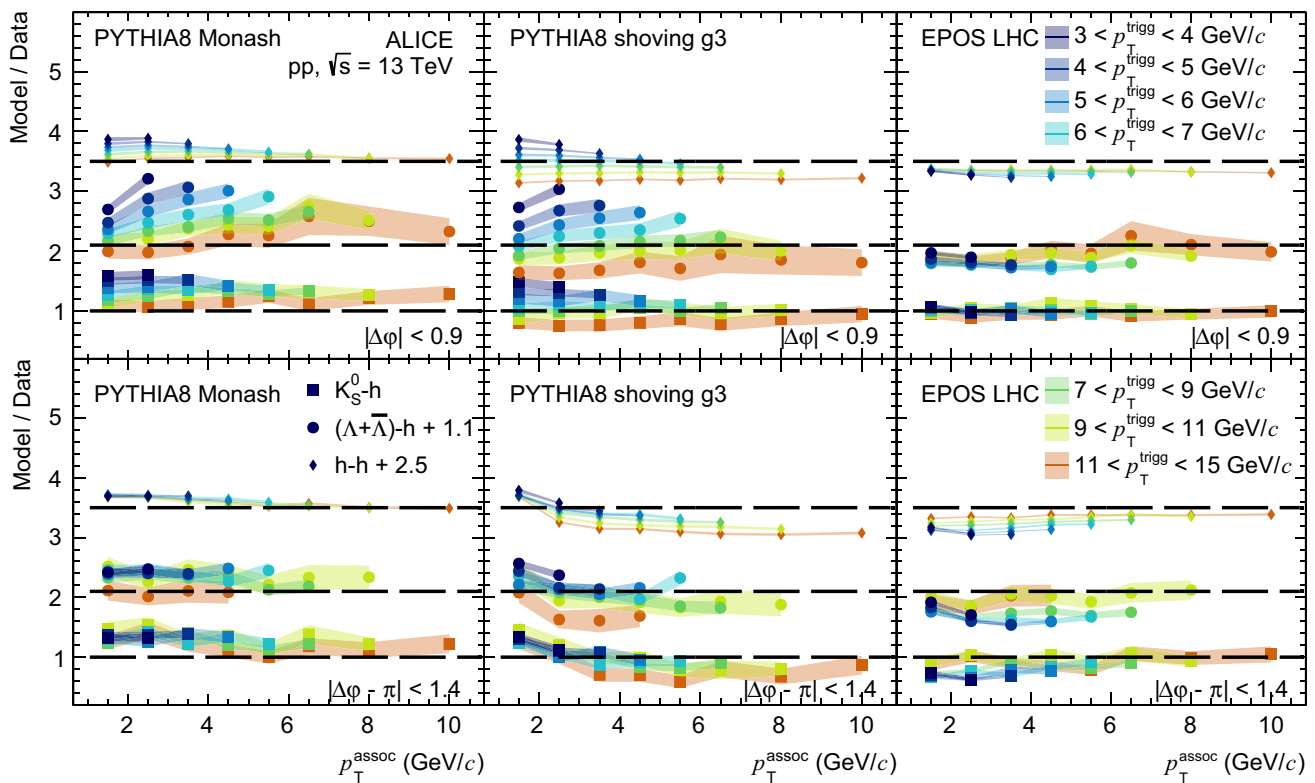 PYTHIA8 Monash
ALICE
pp, √s = 13 TeV
|Δφ| < 0.9
PYTHIA8 shoving g3
|Δφ| < 0.9
EPOS LHC
3 < p_T^trigg < 4 GeV/c
4 < p_T^trigg < 5 GeV/c
5 < p_T^trigg < 6 GeV/c
6 < p_T^trigg < 7 GeV/c
|Δφ| < 0.9
Model / Data
5
4
3
2
1
PYTHIA8 Monash
K_S^0-h
(Λ+Λ̅)-h + 1.1
h-h + 2.5
|Δφ - π| < 1.4
PYTHIA8 shoving g3
|Δφ - π| < 1.4
EPOS LHC
7 < p_T^trigg < 9 GeV/c
9 < p_T^trigg < 11 GeV/c
11 < p_T^trigg < 15 GeV/c
|Δφ - π| < 1.4
Model / Data
5
4
3
2
1
2 4 6 8 10
2 4 6 8 10
2 4 6 8 10
p_T^assoc (GeV/c)
p_T^assoc (GeV/c)
p_T^assoc (GeV/c)